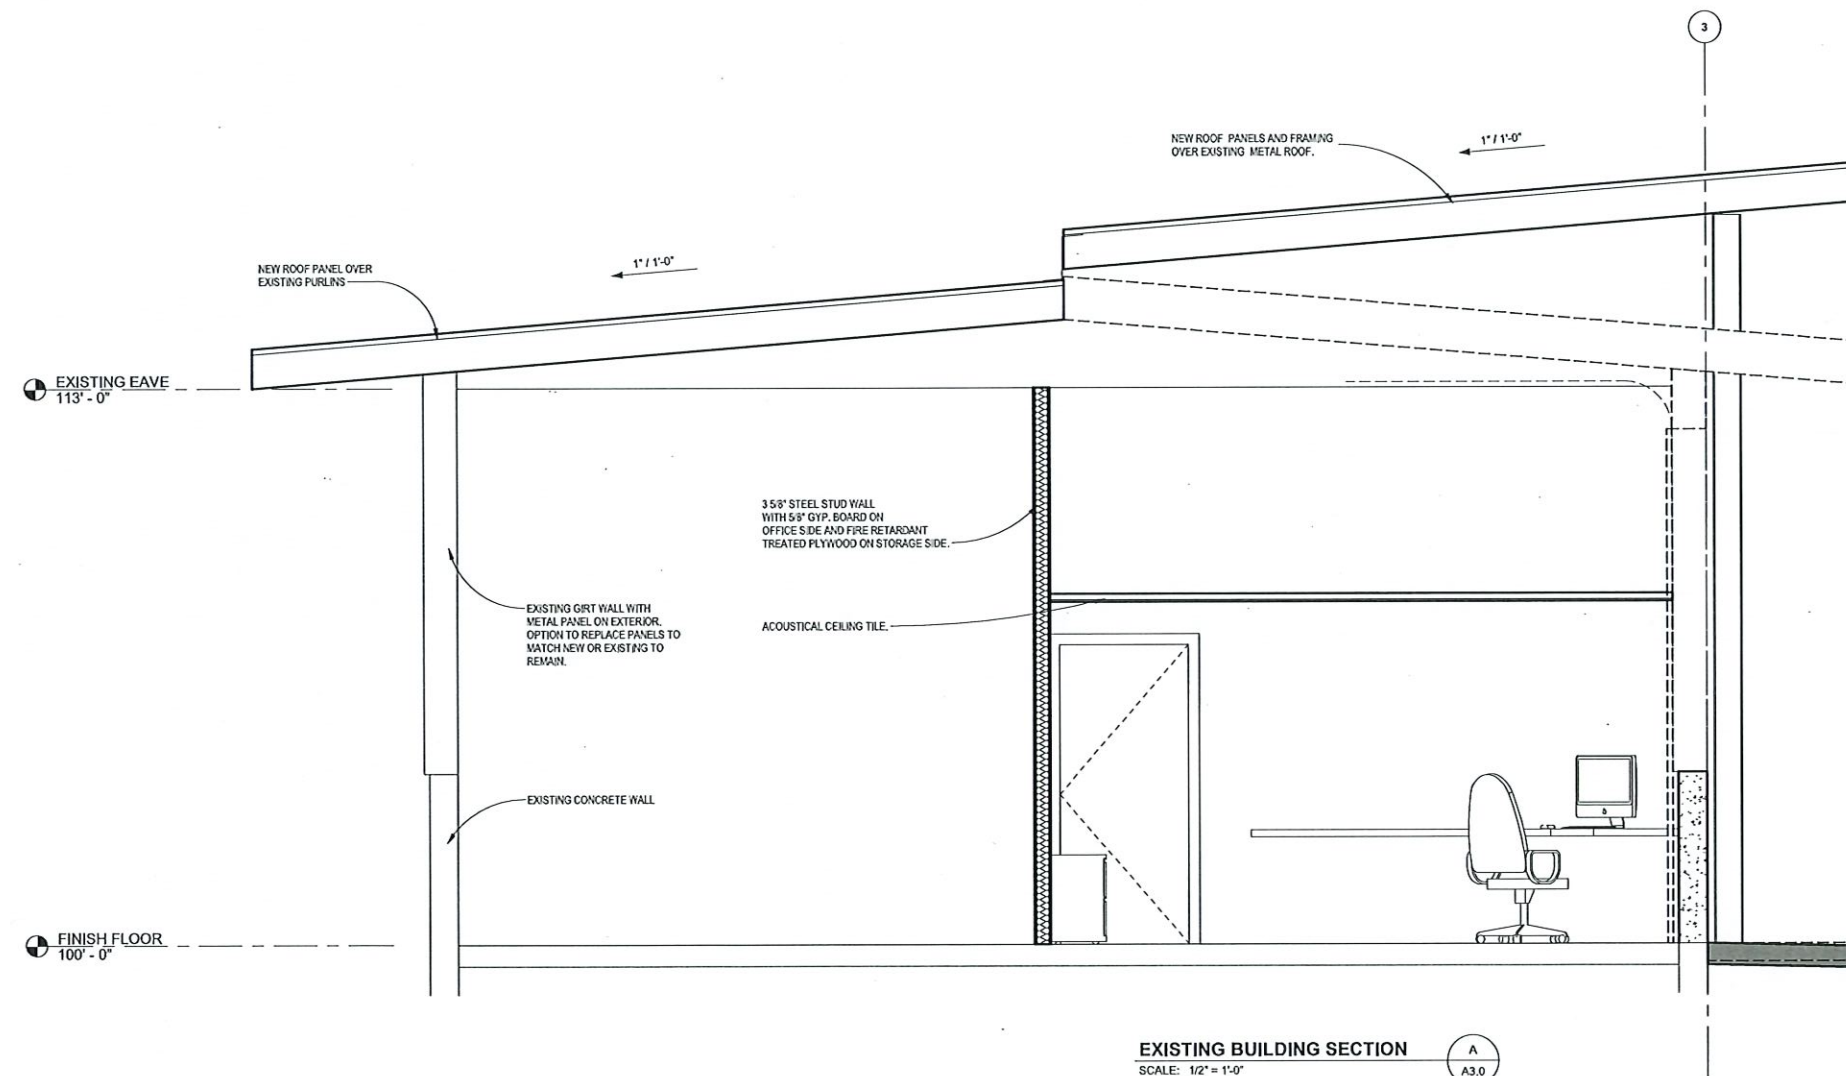 3
NEW ROOF PANELS AND FRAMING
OVER EXISTING METAL ROOF.
1" / 1'-0"
NEW ROOF PANEL OVER
EXISTING PURLINS
1" / 1'-0"
EXISTING EAVE
113' - 0"
3 5/8" STEEL STUD WALL
WITH 5/8" GYP. BOARD ON
OFFICE SIDE AND FIRE RETARDANT
TREATED PLYWOOD ON STORAGE SIDE.
EXISTING GIRT WALL WITH
METAL PANEL ON EXTERIOR.
OPTION TO REPLACE PANELS TO
MATCH NEW OR EXISTING TO
REMAIN.
ACOUSTICAL CEILING TILE.
EXISTING CONCRETE WALL
FINISH FLOOR
100' - 0"
EXISTING BUILDING SECTION
SCALE: 1/2" = 1'-0"
A
A3.0